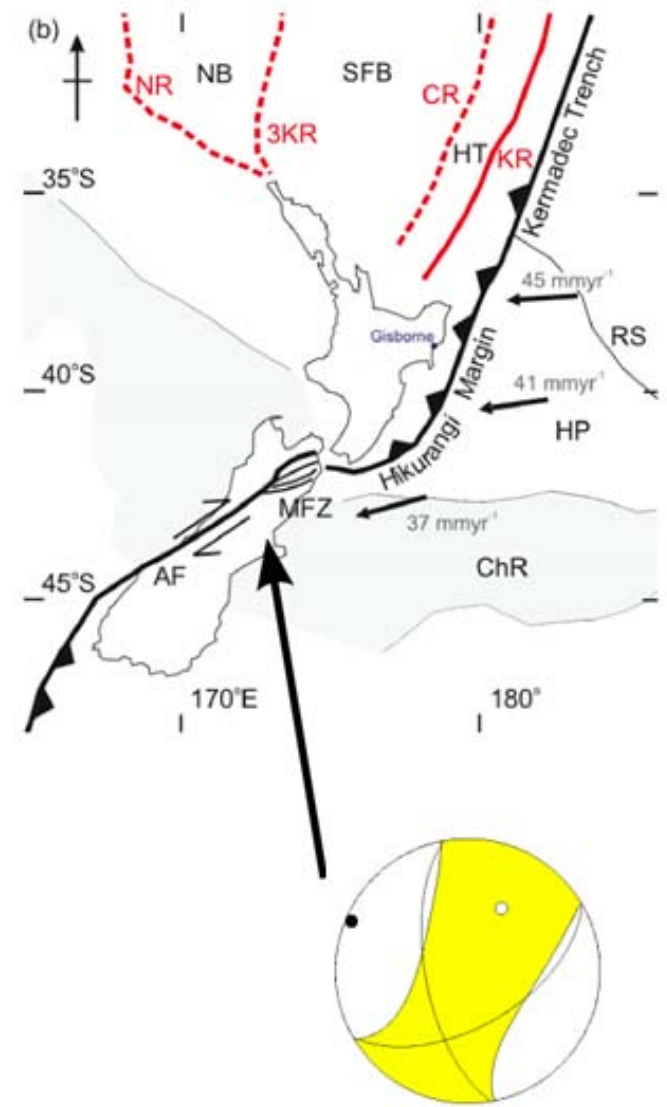 (b)
NR
NB
3KR
SFB
CR
HT
KR
Kermadec Trench
35°S
45 mmyr⁻¹
RS
Gisborne
40°S
41 mmyr⁻¹
HP
Hikurangi Margin
MFZ
37 mmyr⁻¹
AF
ChR
45°S
170°E
180°